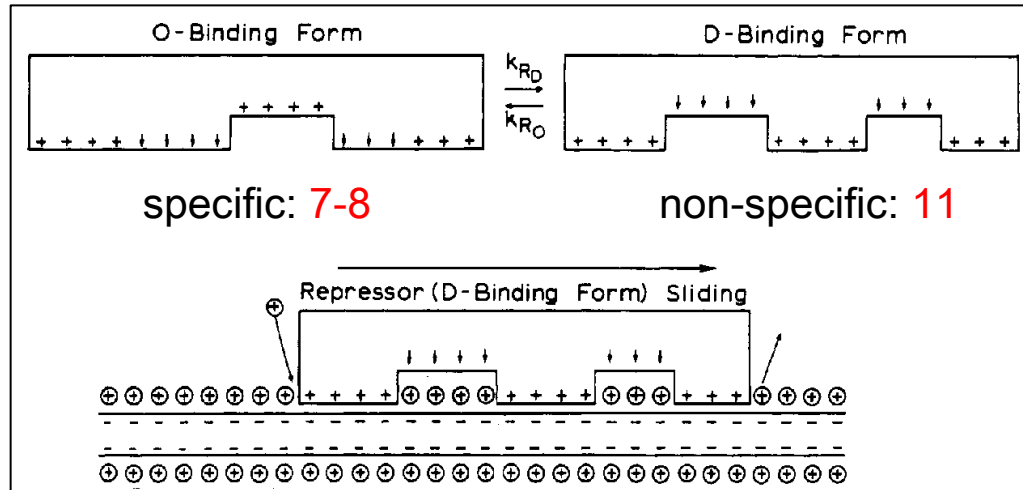 O-Binding Form
D-Binding Form
kRD
kRO
+ + + +
+ + + + + + + +
+ + + + + + + + + + +
specific: 7-8
non-specific: 11
Repressor (D-Binding Form) Sliding